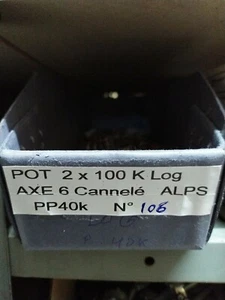 POT 2 x 100 K Log
AXE 6 Cannelé ALPS
PP40k N° 108